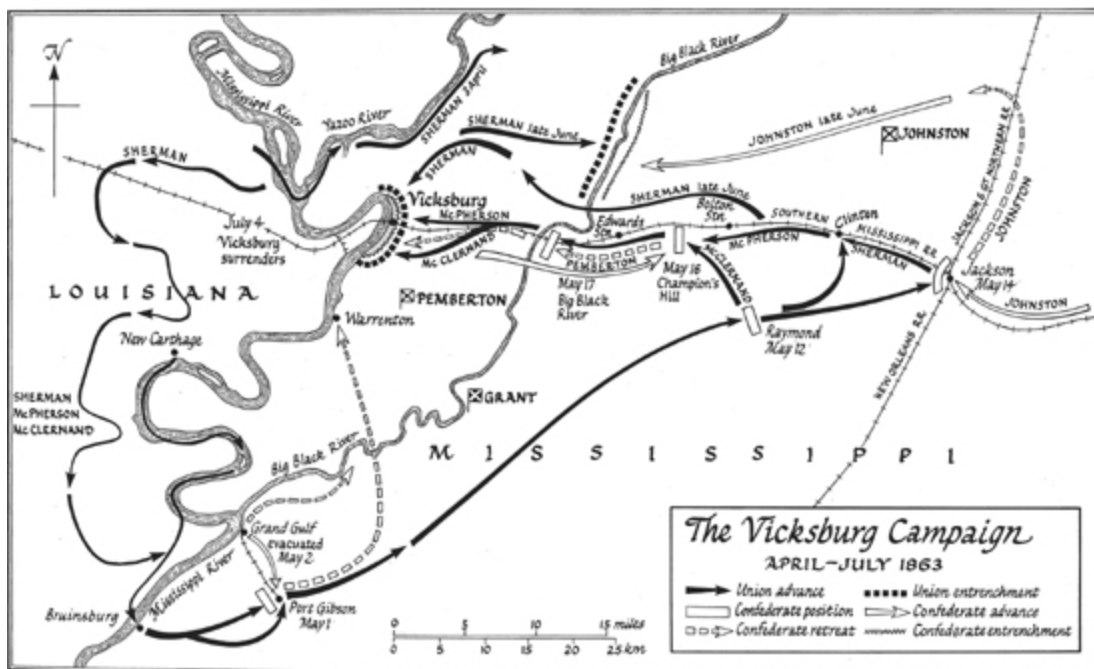 N
Mississippi River
Yazoo River
SHERMAN 3 April
Big Black River
SHERMAN late June
SHERMAN
SHERMAN
JOHNSTON late June
JOHNSTON
JACKSON & GT NORTHERN RR.
JOHNSTON
Vicksburg
July 4
Vicksburg
surrenders
McPHERSON
McCLERNAND
SHERMAN late June
Bolton
Stn.
Edwards
Stn.
SOUTHERN
MISSISSIPPI RR.
Clinton
McPHERSON
SHERMAN
PEMBERTON
McCLERNAND
May 16
Champion's
Hill
May 17
Big Black
River
Jackson
May 14
JOHNSTON
LOUISIANA
PEMBERTON
Warrenton
Raymond
May 12
New Carthage
NEW ORLEANS RR.
SHERMAN
McPHERSON
McCLERNAND
GRANT
MISSISSIPPI
Big Black River
Grand Gulf
evacuated
May 2
Mississippi River
Bruinsburg
Port Gibson
May 1
0 5 10 15 miles
0 5 10 15 20 25 km
The Vicksburg Campaign
APRIL–JULY 1863
Union advance
Union entrenchment
Confederate position
Confederate advance
Confederate retreat
Confederate entrenchment